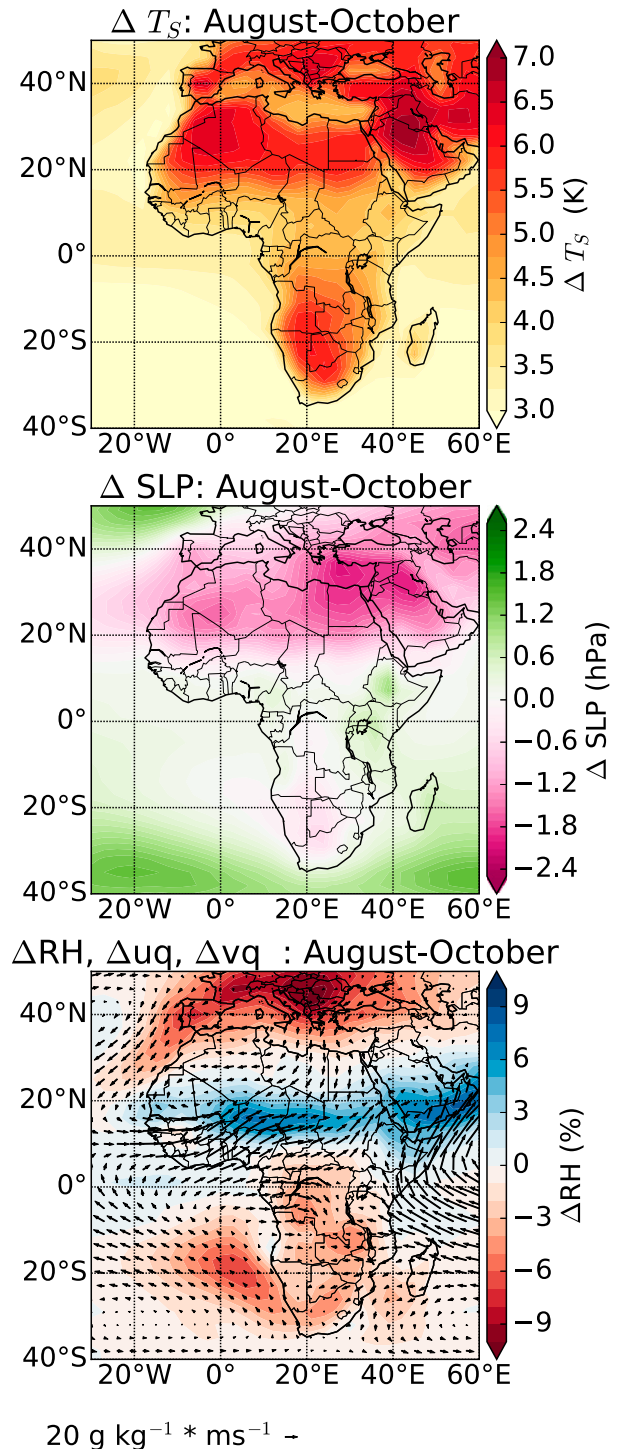 Δ T_S: August-October
40°N
20°N
0°
20°S
40°S
20°W 0° 20°E 40°E 60°E
7.0
6.5
6.0
5.5
5.0
4.5
4.0
3.5
3.0
Δ T_S (K)
Δ SLP: August-October
40°N
20°N
0°
20°S
40°S
20°W 0° 20°E 40°E 60°E
2.4
1.8
1.2
0.6
0.0
−0.6
−1.2
−1.8
−2.4
Δ SLP (hPa)
ΔRH, Δuq, Δvq : August-October
40°N
20°N
0°
20°S
40°S
20°W 0° 20°E 40°E 60°E
9
6
3
0
−3
−6
−9
ΔRH (%)
20 g kg⁻¹ * ms⁻¹ →